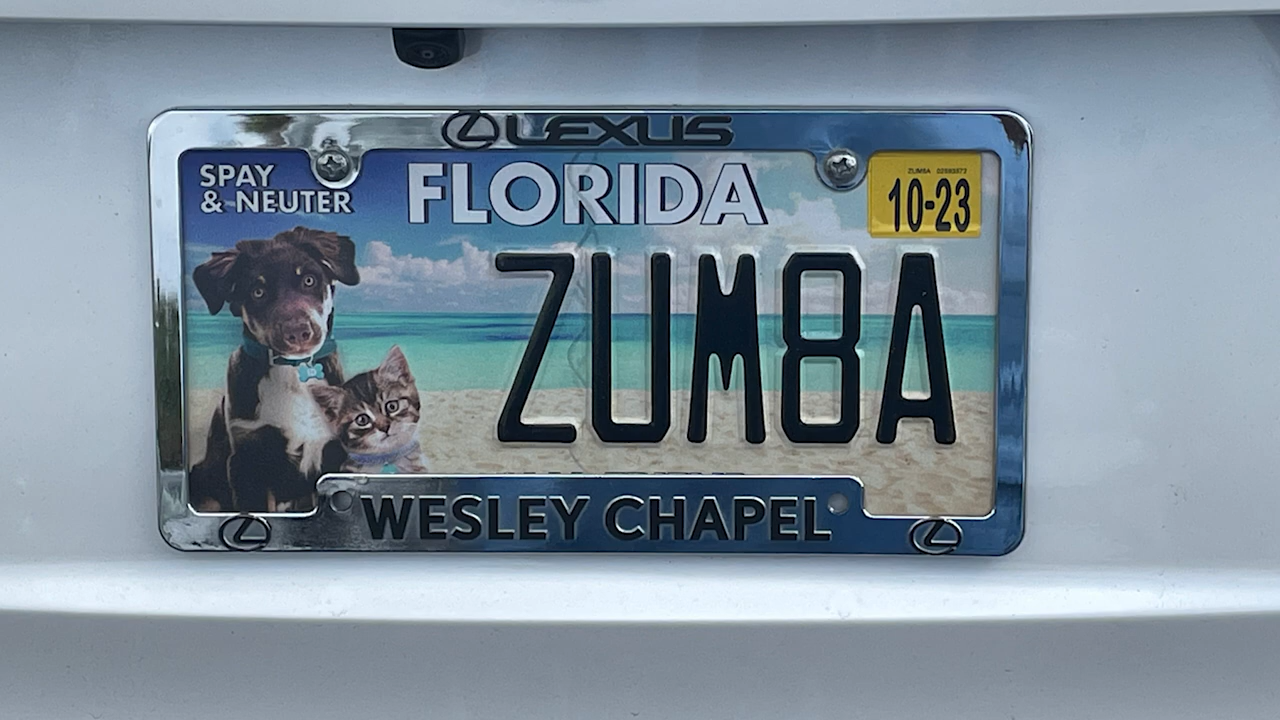 LEXUS
SPAY
& NEUTER
FLORIDA
10-23
ZUM8A
WESLEY CHAPEL